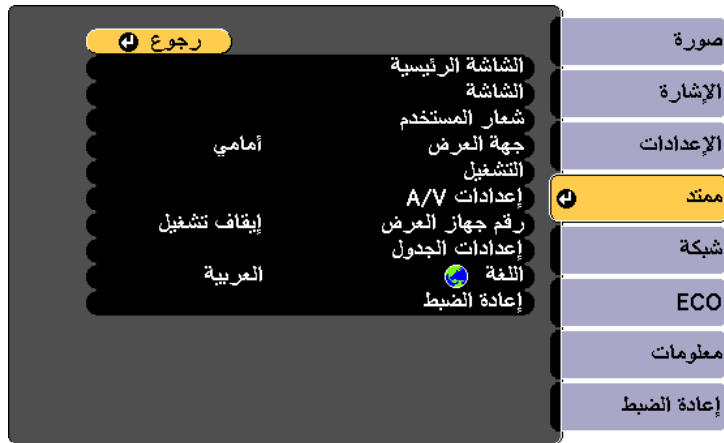 صورة
الإشارة
الإعدادات
ممتد
شبكة
ECO
معلومات
إعادة الضبط
رجوع
الشاشة الرئيسية
الشاشة
شعار المستخدم
جهة العرض أمامي
التشغيل
إعدادات A/V
رقم جهاز العرض إيقاف تشغيل
إعدادات الجدول
اللغة العربية
إعادة الضبط